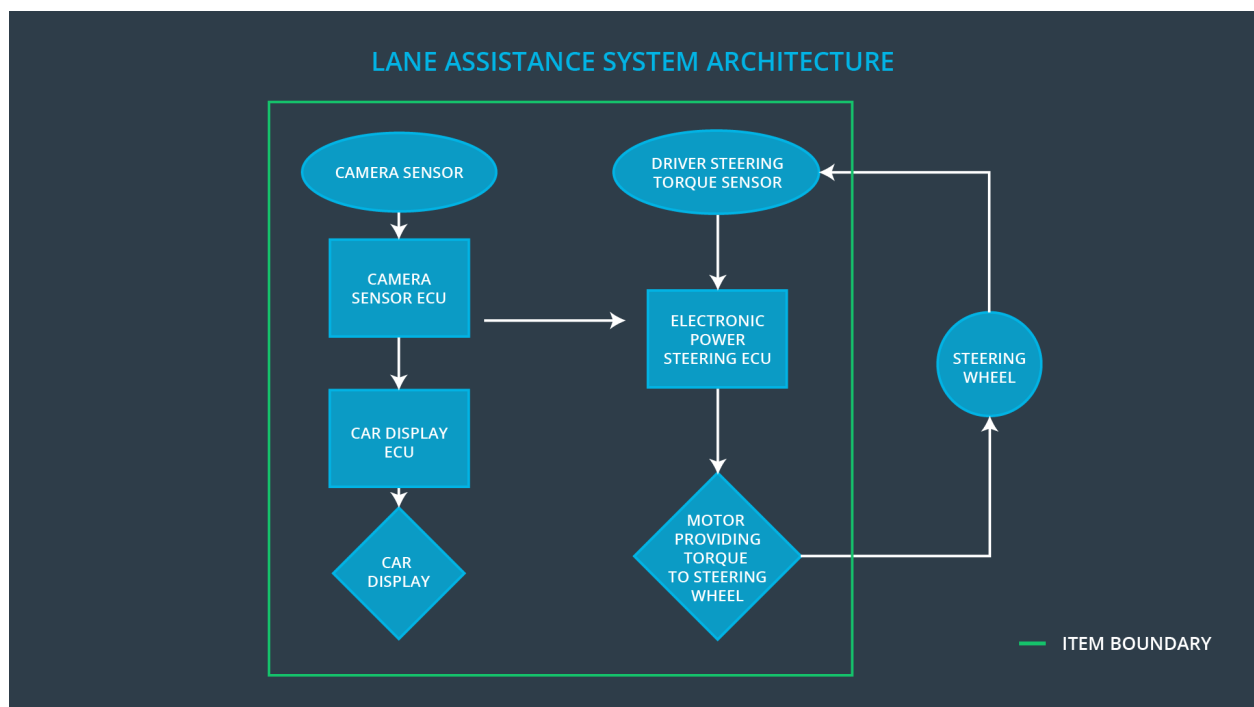 LANE ASSISTANCE SYSTEM ARCHITECTURE
CAMERA SENSOR
DRIVER STEERING
TORQUE SENSOR
CAMERA
SENSOR ECU
ELECTRONIC
POWER
STEERING ECU
STEERING
WHEEL
CAR DISPLAY
ECU
CAR
DISPLAY
MOTOR
PROVIDING
TORQUE
TO STEERING
WHEEL
ITEM BOUNDARY